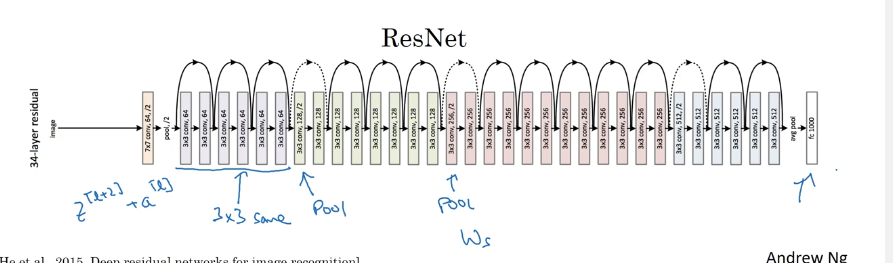 ResNet
34-layer residual
image
7x7 conv, 64, /2
pool, /2
3x3 conv, 64
3x3 conv, 64
3x3 conv, 64
3x3 conv, 64
3x3 conv, 64
3x3 conv, 64
3x3 conv, 128, /2
3x3 conv, 128
3x3 conv, 128
3x3 conv, 128
3x3 conv, 128
3x3 conv, 128
3x3 conv, 128
3x3 conv, 128
3x3 conv, 256, /2
3x3 conv, 256
3x3 conv, 256
3x3 conv, 256
3x3 conv, 256
3x3 conv, 256
3x3 conv, 256
3x3 conv, 256
3x3 conv, 256
3x3 conv, 256
3x3 conv, 256
3x3 conv, 256
3x3 conv, 512, /2
3x3 conv, 512
3x3 conv, 512
3x3 conv, 512
3x3 conv, 512
3x3 conv, 512
avg pool
fc 1000
z[l+2] + a[l]
3x3 same
Pool
Pool
Ws
He et al., 2015. Deep residual networks for image recognition]
Andrew Ng